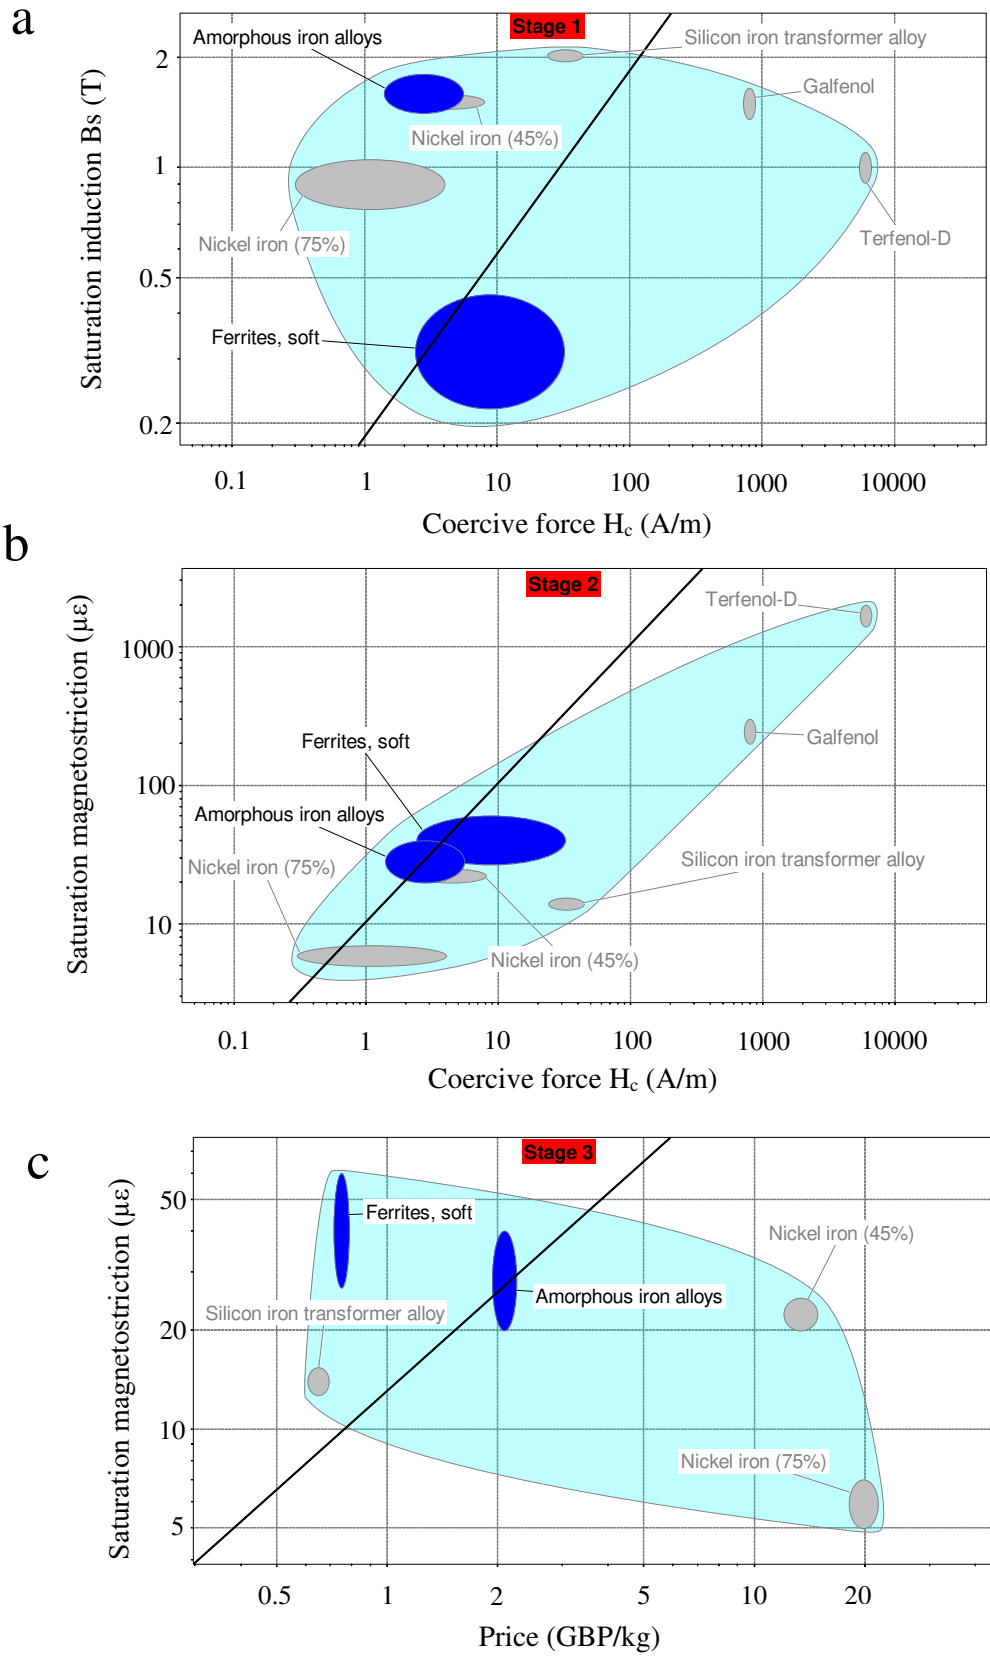 a
Stage 1
Amorphous iron alloys
Silicon iron transformer alloy
2
Galfenol
Nickel iron (45%)
1
Nickel iron (75%)
Terfenol-D
0.5
Ferrites, soft
0.2
Saturation induction Bs (T)
0.1 1 10 100 1000 10000
Coercive force Hc (A/m)
b
Stage 2
Terfenol-D
1000
Ferrites, soft
Galfenol
100
Amorphous iron alloys
Nickel iron (75%)
Silicon iron transformer alloy
10
Nickel iron (45%)
Saturation magnetostriction (με)
0.1 1 10 100 1000 10000
Coercive force Hc (A/m)
c
Stage 3
50
Ferrites, soft
Nickel iron (45%)
Amorphous iron alloys
Silicon iron transformer alloy
20
10
Nickel iron (75%)
5
Saturation magnetostriction (με)
0.5 1 2 5 10 20
Price (GBP/kg)